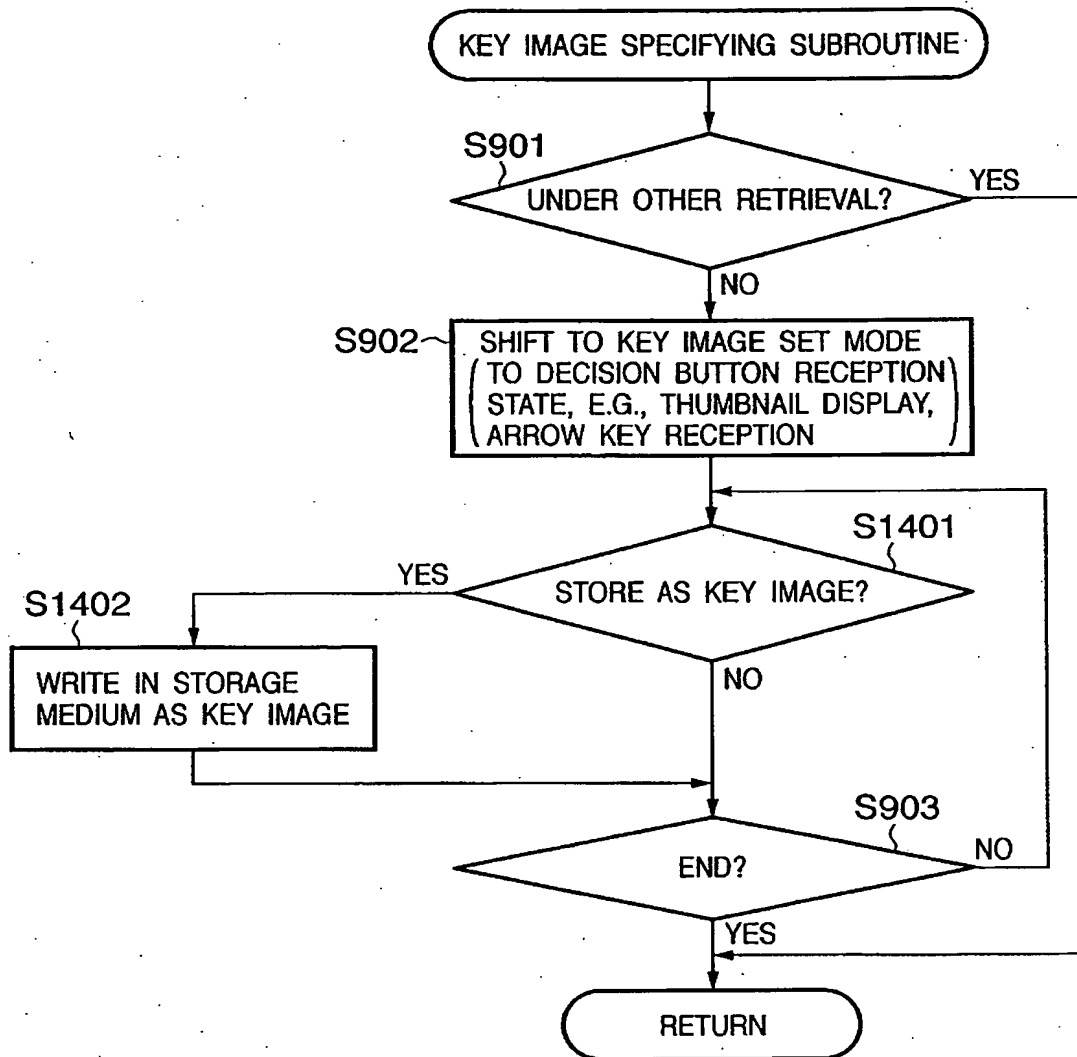 KEY IMAGE SPECIFYING SUBROUTINE
S901
UNDER OTHER RETRIEVAL?
YES
NO
S902
SHIFT TO KEY IMAGE SET MODE
(TO DECISION BUTTON RECEPTION
STATE, E.G., THUMBNAIL DISPLAY,
ARROW KEY RECEPTION)
S1401
YES
STORE AS KEY IMAGE?
S1402
NO
WRITE IN STORAGE
MEDIUM AS KEY IMAGE
S903
END?
NO
YES
RETURN